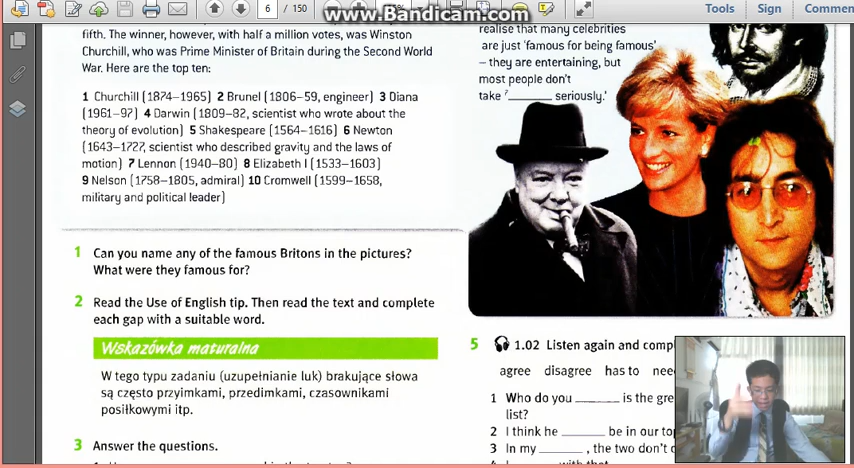 6 / 150
Tools Sign Commen
www.Bandicam.com
fifth. The winner, however, with half a million votes, was Winston
Churchill, who was Prime Minister of Britain during the Second World
War. Here are the top ten:
1 Churchill (1874–1965) 2 Brunel (1806–59, engineer) 3 Diana
(1961–97) 4 Darwin (1809–82, scientist who wrote about the
theory of evolution) 5 Shakespeare (1564–1616) 6 Newton
(1643–1727, scientist who described gravity and the laws of
motion) 7 Lennon (1940–80) 8 Elizabeth I (1533–1603)
9 Nelson (1758–1805, admiral) 10 Cromwell (1599–1658,
military and political leader)
realise that many celebrities
are just 'famous for being famous'
– they are entertaining, but
most people don't
take 7______ seriously.'
1 Can you name any of the famous Britons in the pictures?
What were they famous for?
2 Read the Use of English tip. Then read the text and complete
each gap with a suitable word.
Wskazówka maturalna
W tego typu zadaniu (uzupełnianie luk) brakujące słowa
są często przyimkami, przedimkami, czasownikami
posiłkowymi itp.
3 Answer the questions.
5 1.02 Listen again and comp
agree disagree has to nee
1 Who do you ______ is the gre
list?
2 I think he ______ be in our to
3 In my ______, the two don't
with that